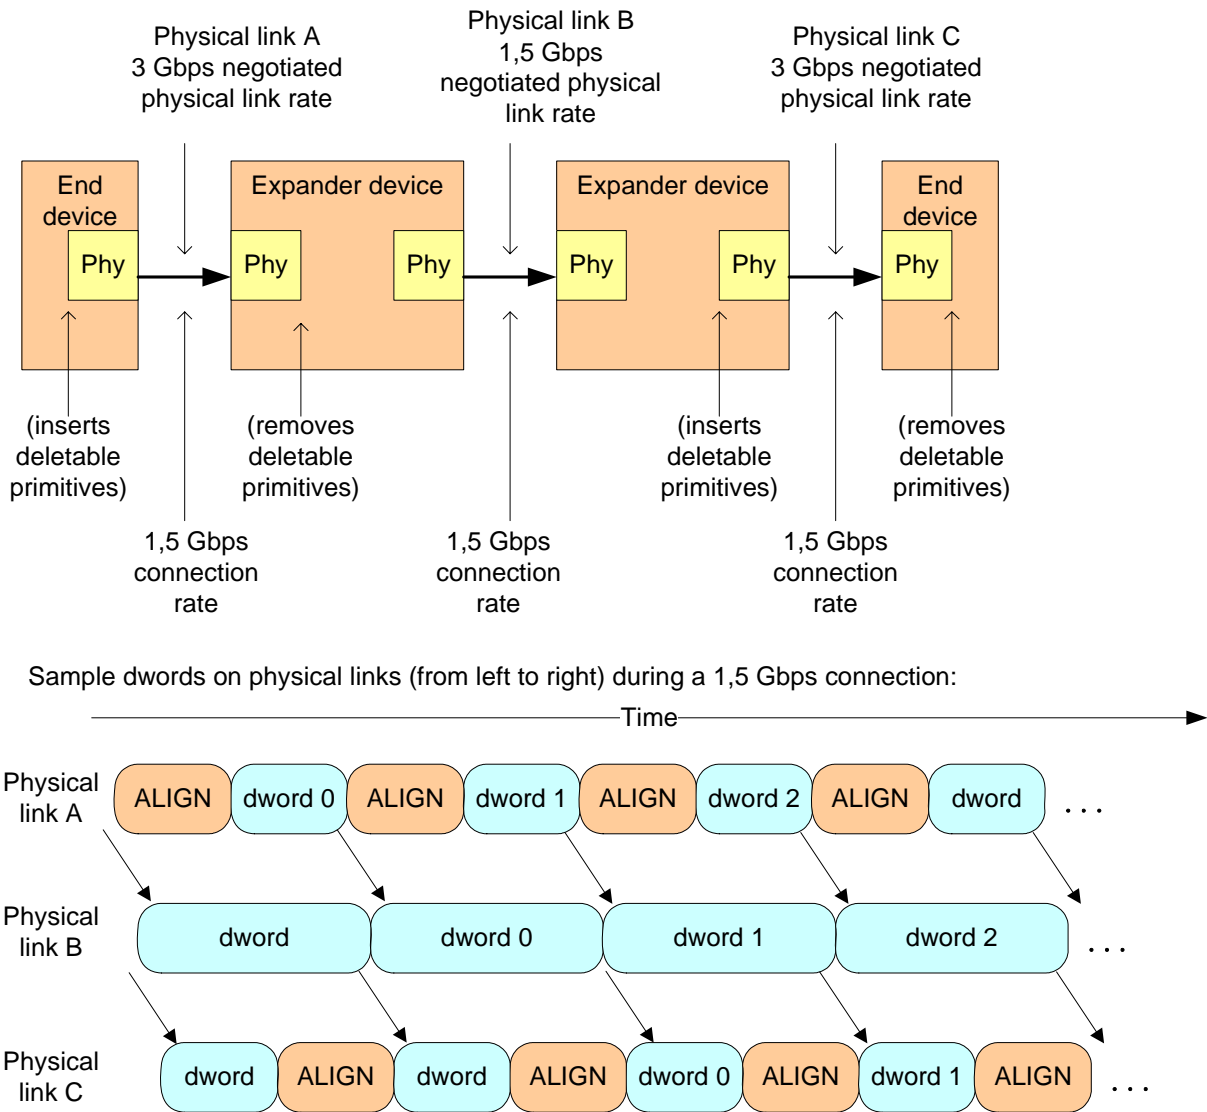 Physical link A
3 Gbps negotiated
physical link rate
Physical link B
1,5 Gbps
negotiated physical
link rate
Physical link C
3 Gbps negotiated
physical link rate
End
device
Expander device
Expander device
End
device
Phy
Phy
Phy
Phy
Phy
Phy
(inserts
deletable
primitives)
(removes
deletable
primitives)
(inserts
deletable
primitives)
(removes
deletable
primitives)
1,5 Gbps
connection
rate
1,5 Gbps
connection
rate
1,5 Gbps
connection
rate
Sample dwords on physical links (from left to right) during a 1,5 Gbps connection:
Time
Physical
link A
ALIGN dword 0 ALIGN dword 1 ALIGN dword 2 ALIGN dword . . .
Physical
link B
dword dword 0 dword 1 dword 2 . . .
Physical
link C
dword ALIGN dword ALIGN dword 0 ALIGN dword 1 ALIGN . . .